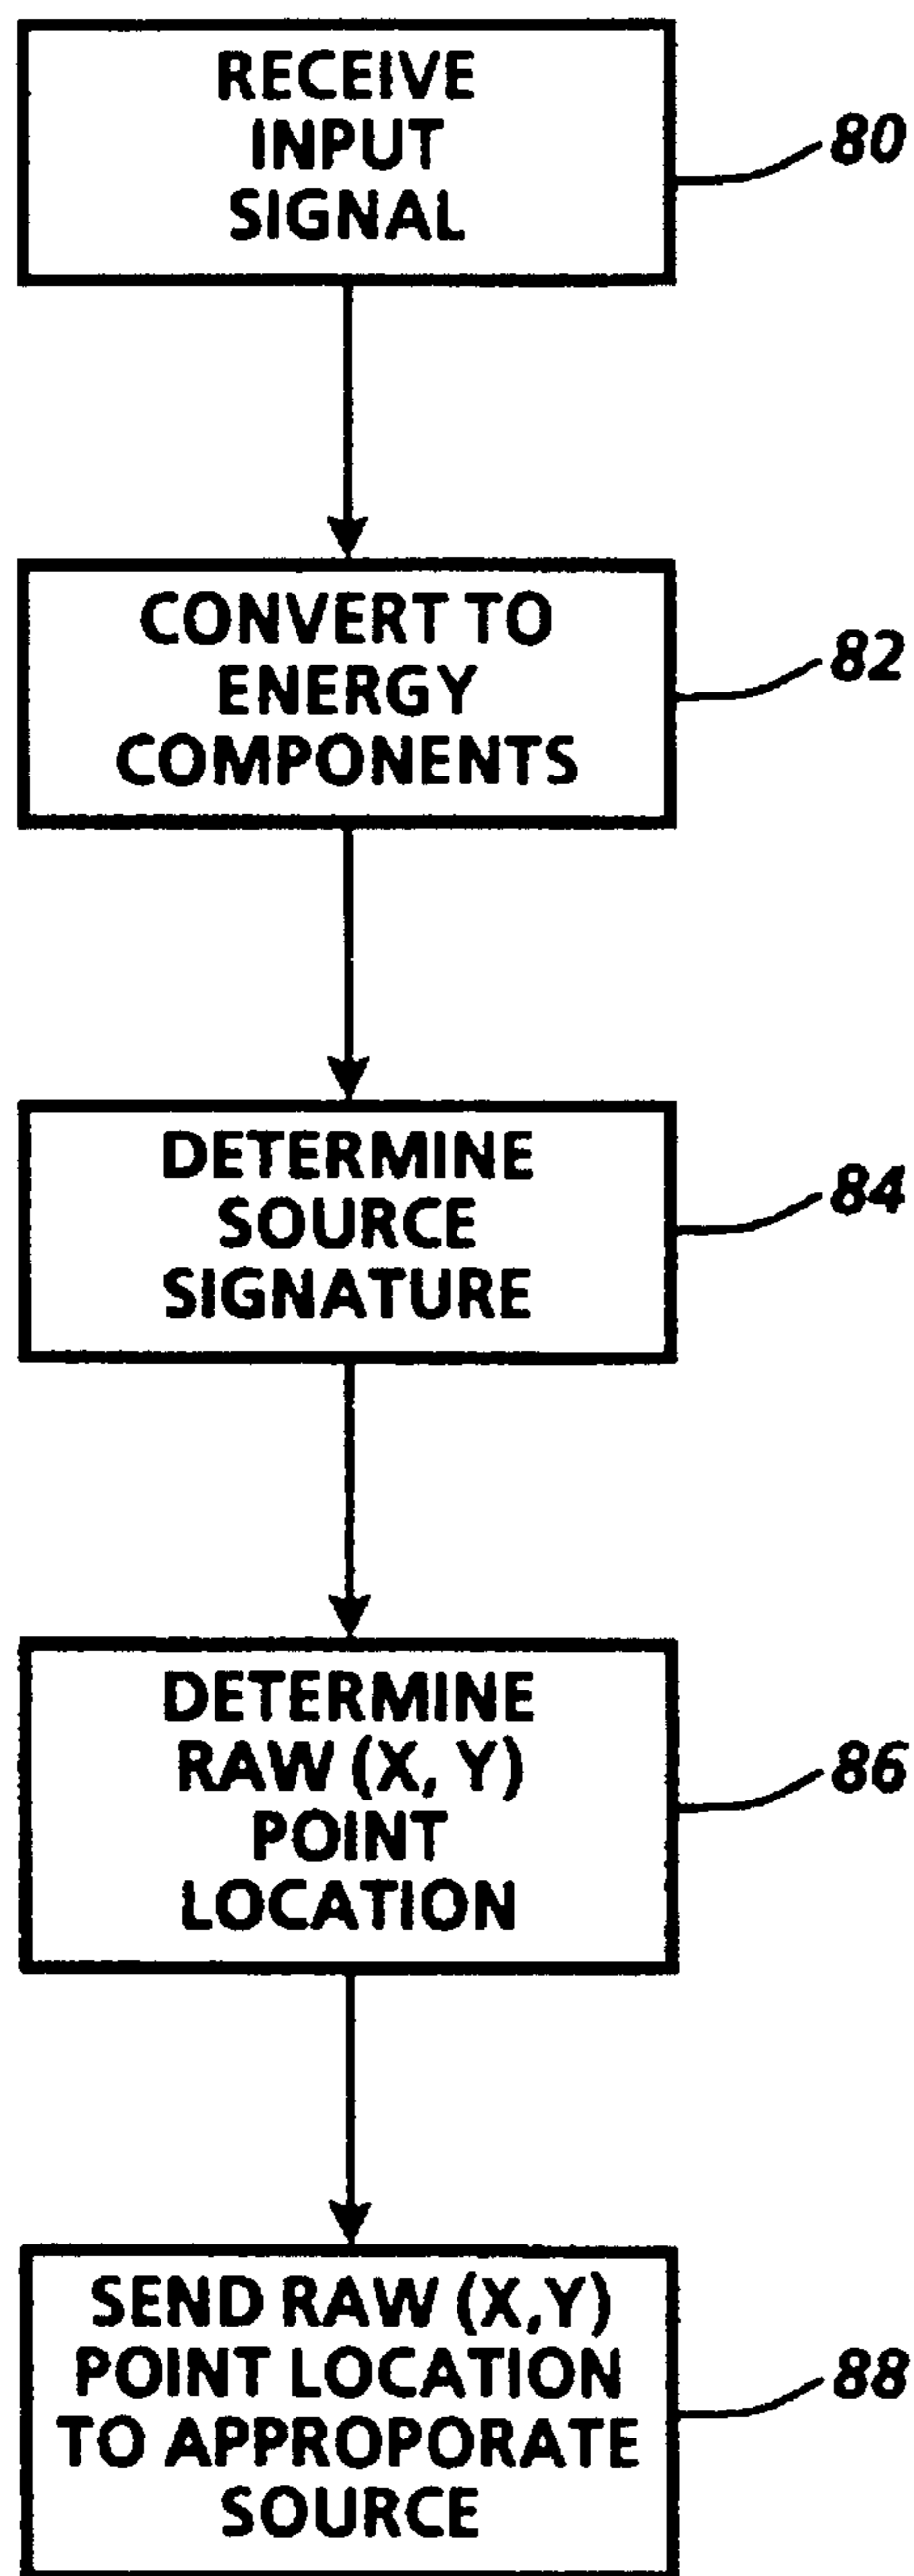 RECEIVE
INPUT
SIGNAL
80
CONVERT TO
ENERGY
COMPONENTS
82
DETERMINE
SOURCE
SIGNATURE
84
DETERMINE
RAW (X, Y)
POINT
LOCATION
86
SEND RAW (X,Y)
POINT LOCATION
TO APPROPORATE
SOURCE
88